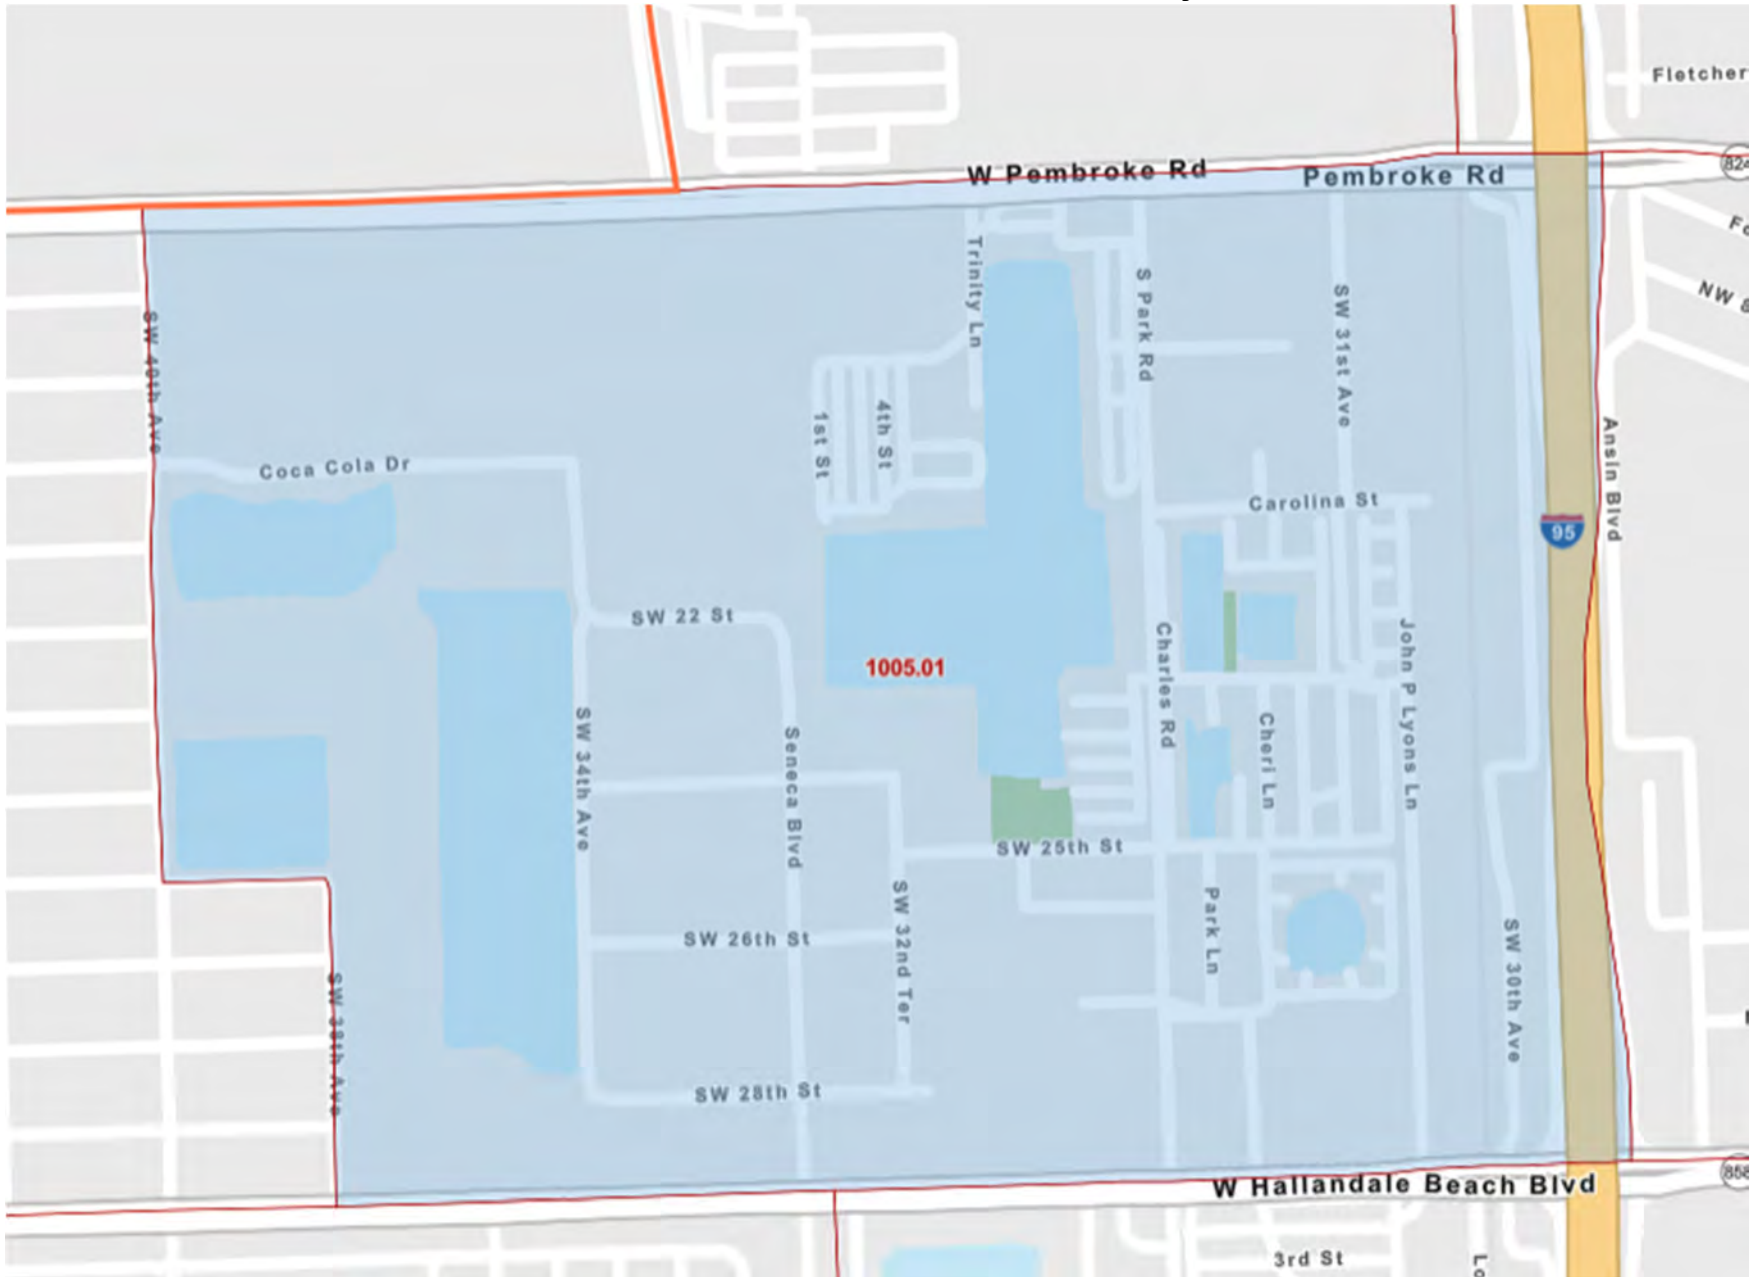 Fletcher
W Pembroke Rd
Pembroke Rd
824
NW 8
Trinity Ln
S Park Rd
SW 31st Ave
SW 40th Ave
1st St
4th St
Ansin Blvd
Coca Cola Dr
Carolina St
95
SW 22 St
1005.01
Charles Rd
John P Lyons Ln
SW 34th Ave
Seneca Blvd
Cheri Ln
SW 25th St
SW 32nd Ter
Park Ln
SW 30th Ave
SW 26th St
SW 38th Ave
SW 28th St
W Hallandale Beach Blvd
858
3rd St